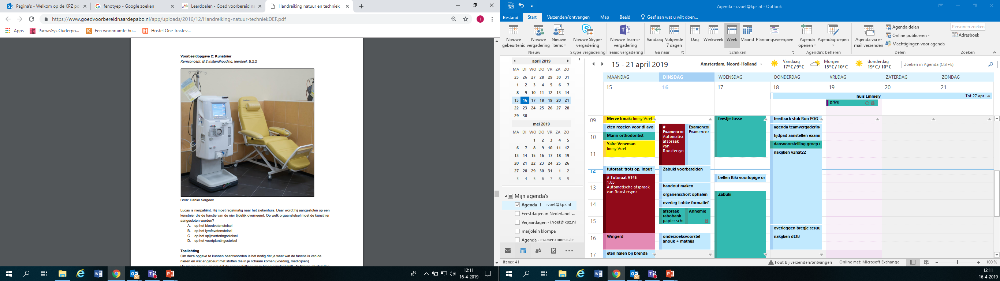 Pagina's - Welkom op de KPZ po
fenotyep - Google zoeken
Leerdoelen - Goed voorbereid na
Handreiking natuur en techniek
https://www.goedvoorbereidnaardepabo.nl/app/uploads/2016/12/Handreiking-natuur-techniekDEF.pdf
Apps
ParnasSys Ouderpo...
Een woonruimte hu...
Hostel One Trastev...
Voorbeeldopgave 2: Kunstnier
Kernconcept: B.2 instandhouding, leerdoel: B.2.2
Bron: Daniel Sergeev.
Lucas is nierpatiënt. Hij moet regelmatig naar het ziekenhuis. Daar wordt hij aangesloten op een
kunstnier die de functie van de nier tijdelijk overneemt. Op welk orgaanstelsel moet de kunstnier
aangesloten worden?
A. op het bloedvatenstelsel
B. op het lymfevatenstelsel
C. op het spijsverteringsstelsel
D. op het voortplantingsstelsel
Toelichting
Om deze opgave te kunnen beantwoorden is het nodig dat je weet wat de functie is van de
nieren en wat er gebeurt met stoffen die in je lichaam komen (voeding, medicijnen).
12:11
16-4-2019
Agenda - i.voet@kpz.nl - Outlook
Bestand Start Verzenden/ontvangen Map Beeld Geef aan wat u wilt doen...
Nieuwe gebeurtenis
Nieuwe vergadering
Nieuwe items
Nieuw
Nieuwe Skype-vergadering
Skype-vergadering
Nieuwe Teams-vergadering
Teams-vergadering
Vandaag
Volgende 7 dagen
Ga naar
Dag Werkweek Week Maand Planningsweergave
Schikken
Agenda openen
Agendagroepen
Agenda's beheren
Agenda via e-mail verzenden
Agenda delen
Online publiceren
Machtigingen voor agenda
Delen
Personen zoeken
Adresboek
Zoeken
april 2019
MA DI WO DO VR ZA ZO
25 26 27 28 29 30 31
1 2 3 4 5 6 7
8 9 10 11 12 13 14
15 16 17 18 19 20 21
22 23 24 25 26 27 28
29 30
mei 2019
MA DI WO DO VR ZA ZO
1 2 3 4 5
6 7 8 9 10 11 12
13 14 15 16 17 18 19
20 21 22 23 24 25 26
27 28 29 30 31 1 2
3 4 5 6 7 8 9
Mijn agenda's
Agenda 1 - i.voet@kpz.nl
Feestdagen in Nederland -...
Verjaardagen - i.voet@kpz.nl
marjolein klompe
Agenda - examencommissie
15 - 21 april 2019
Amsterdam, Noord-Holland
Vandaag
17°C/9°C
Morgen
15°C/10°C
donderdag
19°C/10°C
Zoeken in Agenda (Ctrl+E)
MAANDAG DINSDAG WOENSDAG DONDERDAG VRIJDAG ZATERDAG ZONDAG
15 16 17 18 19 20 21
huis Emmely Tot 27 apr
prive
09
10
11
12
13
14
15
16
17
Merve Irmak; Immy Voet
eten regelen voor di avo
Marin orthodontist
Yaire Veneman
Immy Voet
tutoraat: trots op, input
# Tutoraat VT4E
1.05
Automatische afspraak
van Roostersync
Wingerd
eten halen bij brenda
#
Examencor
Automatisc
afspraak
van
Roostersyn
Examencor
Examencor
Zabuki voorbereiden
handout maken
organenschort ophalen
overleg Lobke formatief
afspraak
rabobank
papier schu
Annemie
onderzoeksvoorstel
anouk + mathijs
feestje Josse
bellen Kiki voorlopige
Zabuki
feedback stuk Ron FOG
agenda teamvergadering
tijdpad aanstellen exami
dansvoorstelling groep 6
nakijken v2nat22
overleggen bregje cesuu
nakijken dt3B
Items: 41
Fout bij verzenden/ontvangen
Online met: Microsoft Exchange
100 %
12:11
16-4-2019